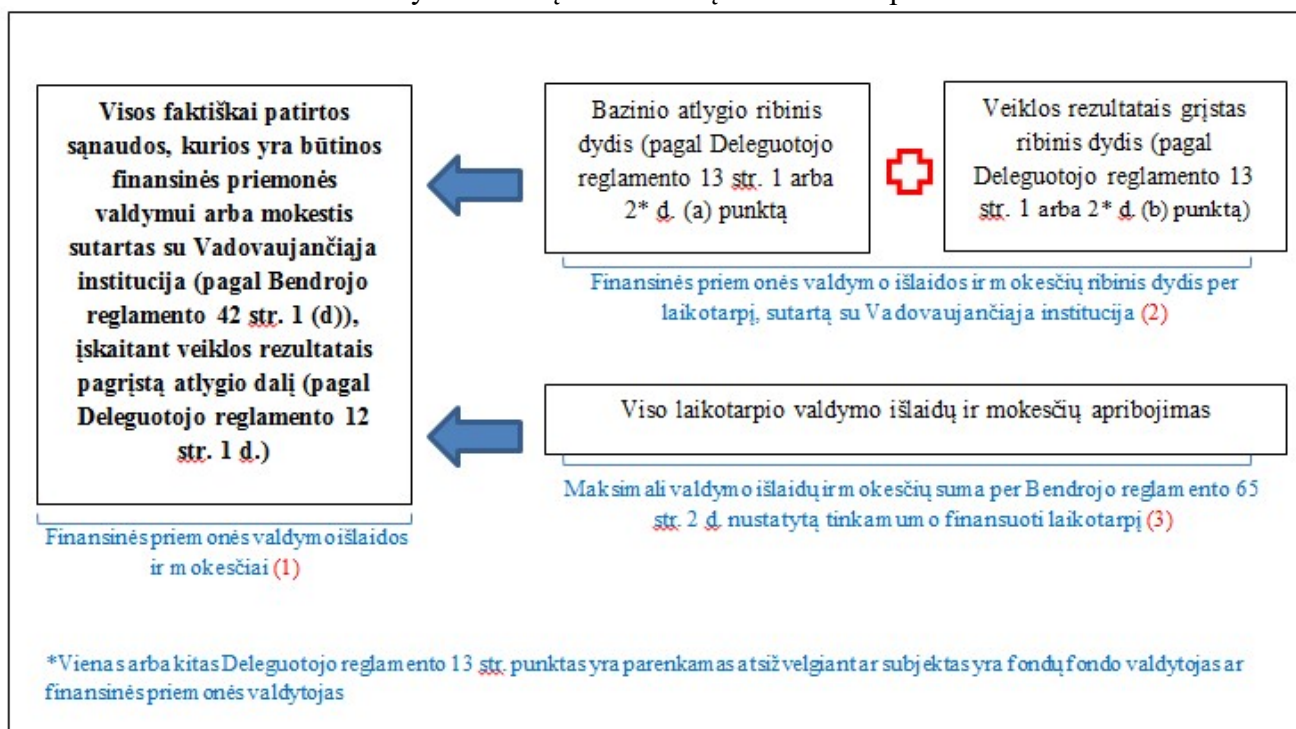 Visos faktiškai patirtos
sąnaudos, kurios yra būtinos
finansinės priemonės
valdymui arba mokestis
sutartas su Vadovaujančiąja
institucija (pagal Bendrojo
reglamento 42 str. 1 (d)),
įskaitant veiklos rezultatais
pagrįstą atlygio dalį (pagal
Deleguotojo reglamento 12
str. 1 d.)
Finansinės priemonės valdymo išlaidos
ir mokesčiai (1)
Bazinio atlygio ribinis
dydis (pagal Deleguotojo
reglamento 13 str. 1 arba
2* d. (a) punktą
Veiklos rezultatais grįstas
ribinis dydis (pagal
Deleguotojo reglamento 13
str. 1 arba 2* d. (b) punktą)
Finansinės priemonės valdymo išlaidos ir mokesčių ribinis dydis per
laikotarpį, sutartą su Vadovaujančiąja institucija (2)
Viso laikotarpio valdymo išlaidų ir mokesčių apribojimas
Maksimali valdymo išlaidų ir mokesčių suma per Bendrojo reglamento 65
str. 2 d. nustatytą tinkamumo finansuoti laikotarpį (3)
*Vienas arba kitas Deleguotojo reglamento 13 str. punktas yra parenkamas atsižvelgiant ar subjektas yra fondų fondo valdytojas ar
finansinės priemonės valdytojas